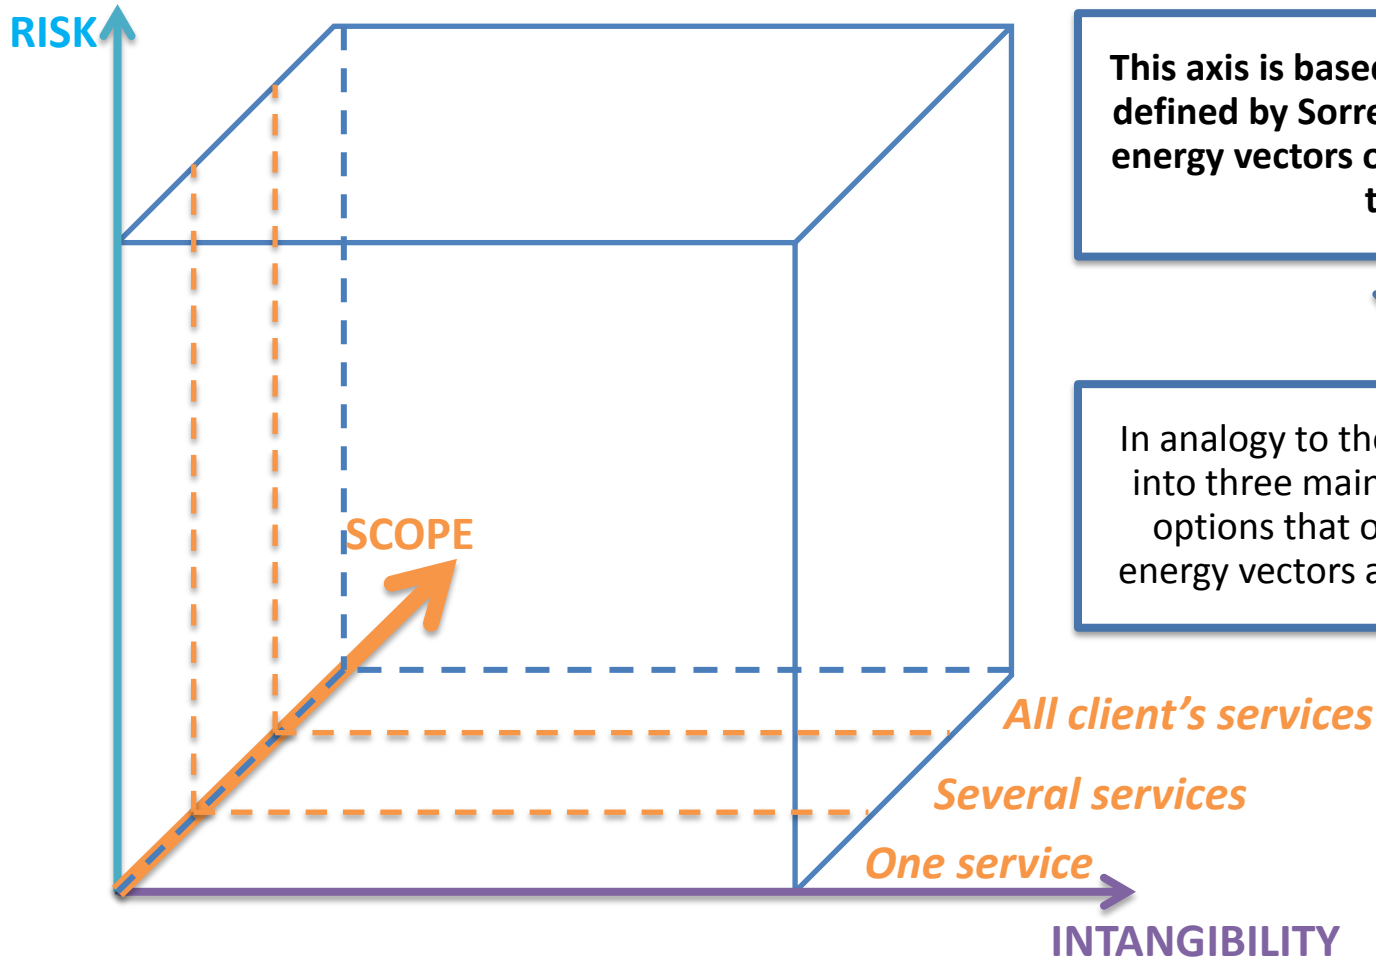 RISK
This axis is based
defined by Sorre
energy vectors
In analogy to the
into three main
options that
energy vectors
SCOPE
All client's services
Several services
One service
INTANGIBILITY